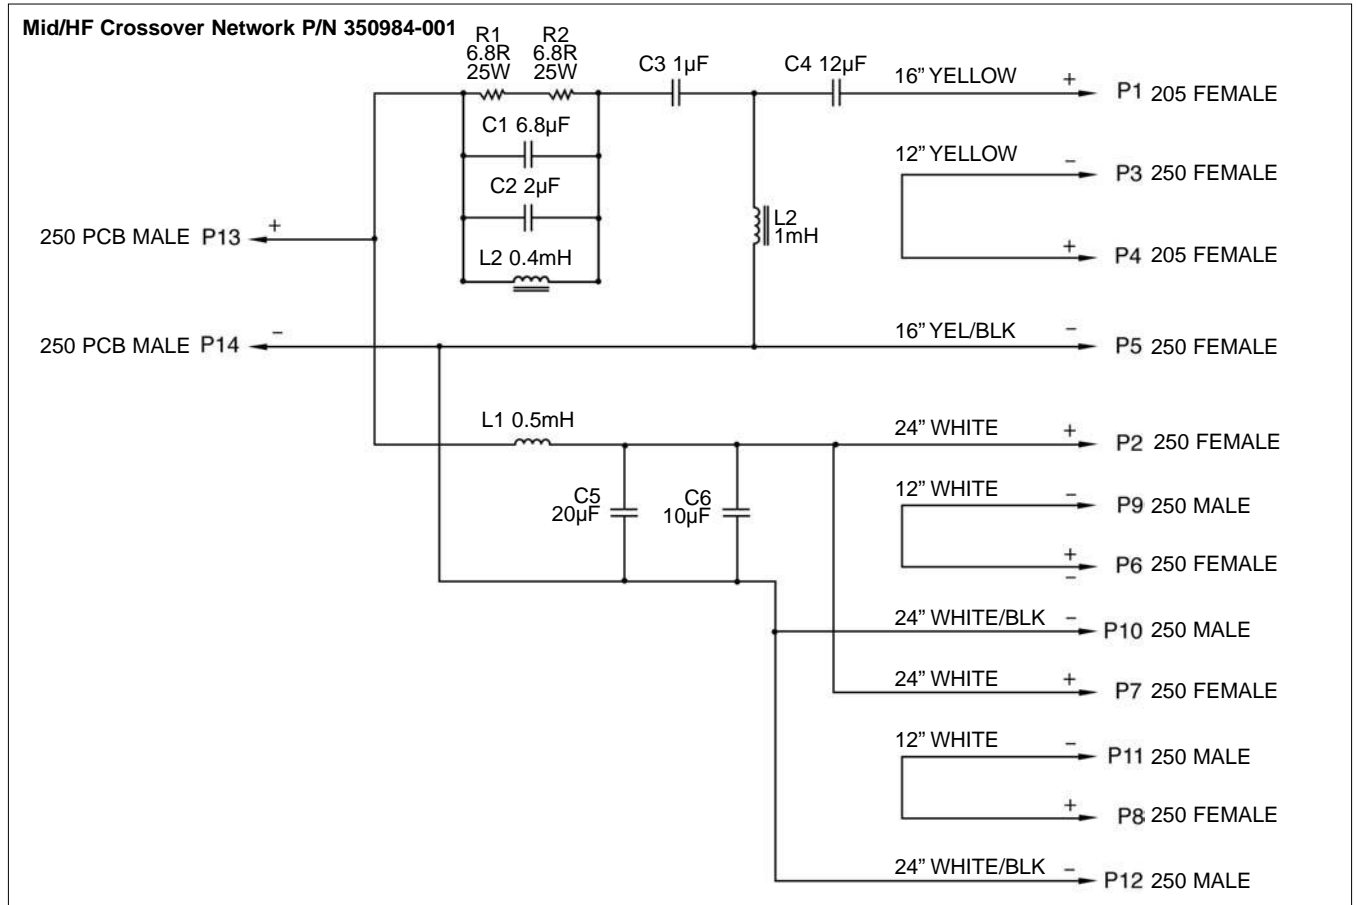 Mid/HF Crossover Network P/N 350984-001
R1
6.8R
25W
R2
6.8R
25W
C3 1µF
C4 12µF
16” YELLOW
+
P1 205 FEMALE
C1 6.8µF
12” YELLOW
−
P3 250 FEMALE
C2 2µF
L2
1mH
250 PCB MALE P13
+
L2 0.4mH
+
P4 205 FEMALE
250 PCB MALE P14
−
16” YEL/BLK
−
P5 250 FEMALE
L1 0.5mH
24” WHITE
+
P2 250 FEMALE
C5
20µF
C6
10µF
12” WHITE
−
P9 250 MALE
+
−
P6 250 FEMALE
24” WHITE/BLK
−
P10 250 MALE
24” WHITE
+
P7 250 FEMALE
12” WHITE
−
P11 250 MALE
+
P8 250 FEMALE
24” WHITE/BLK
−
P12 250 MALE